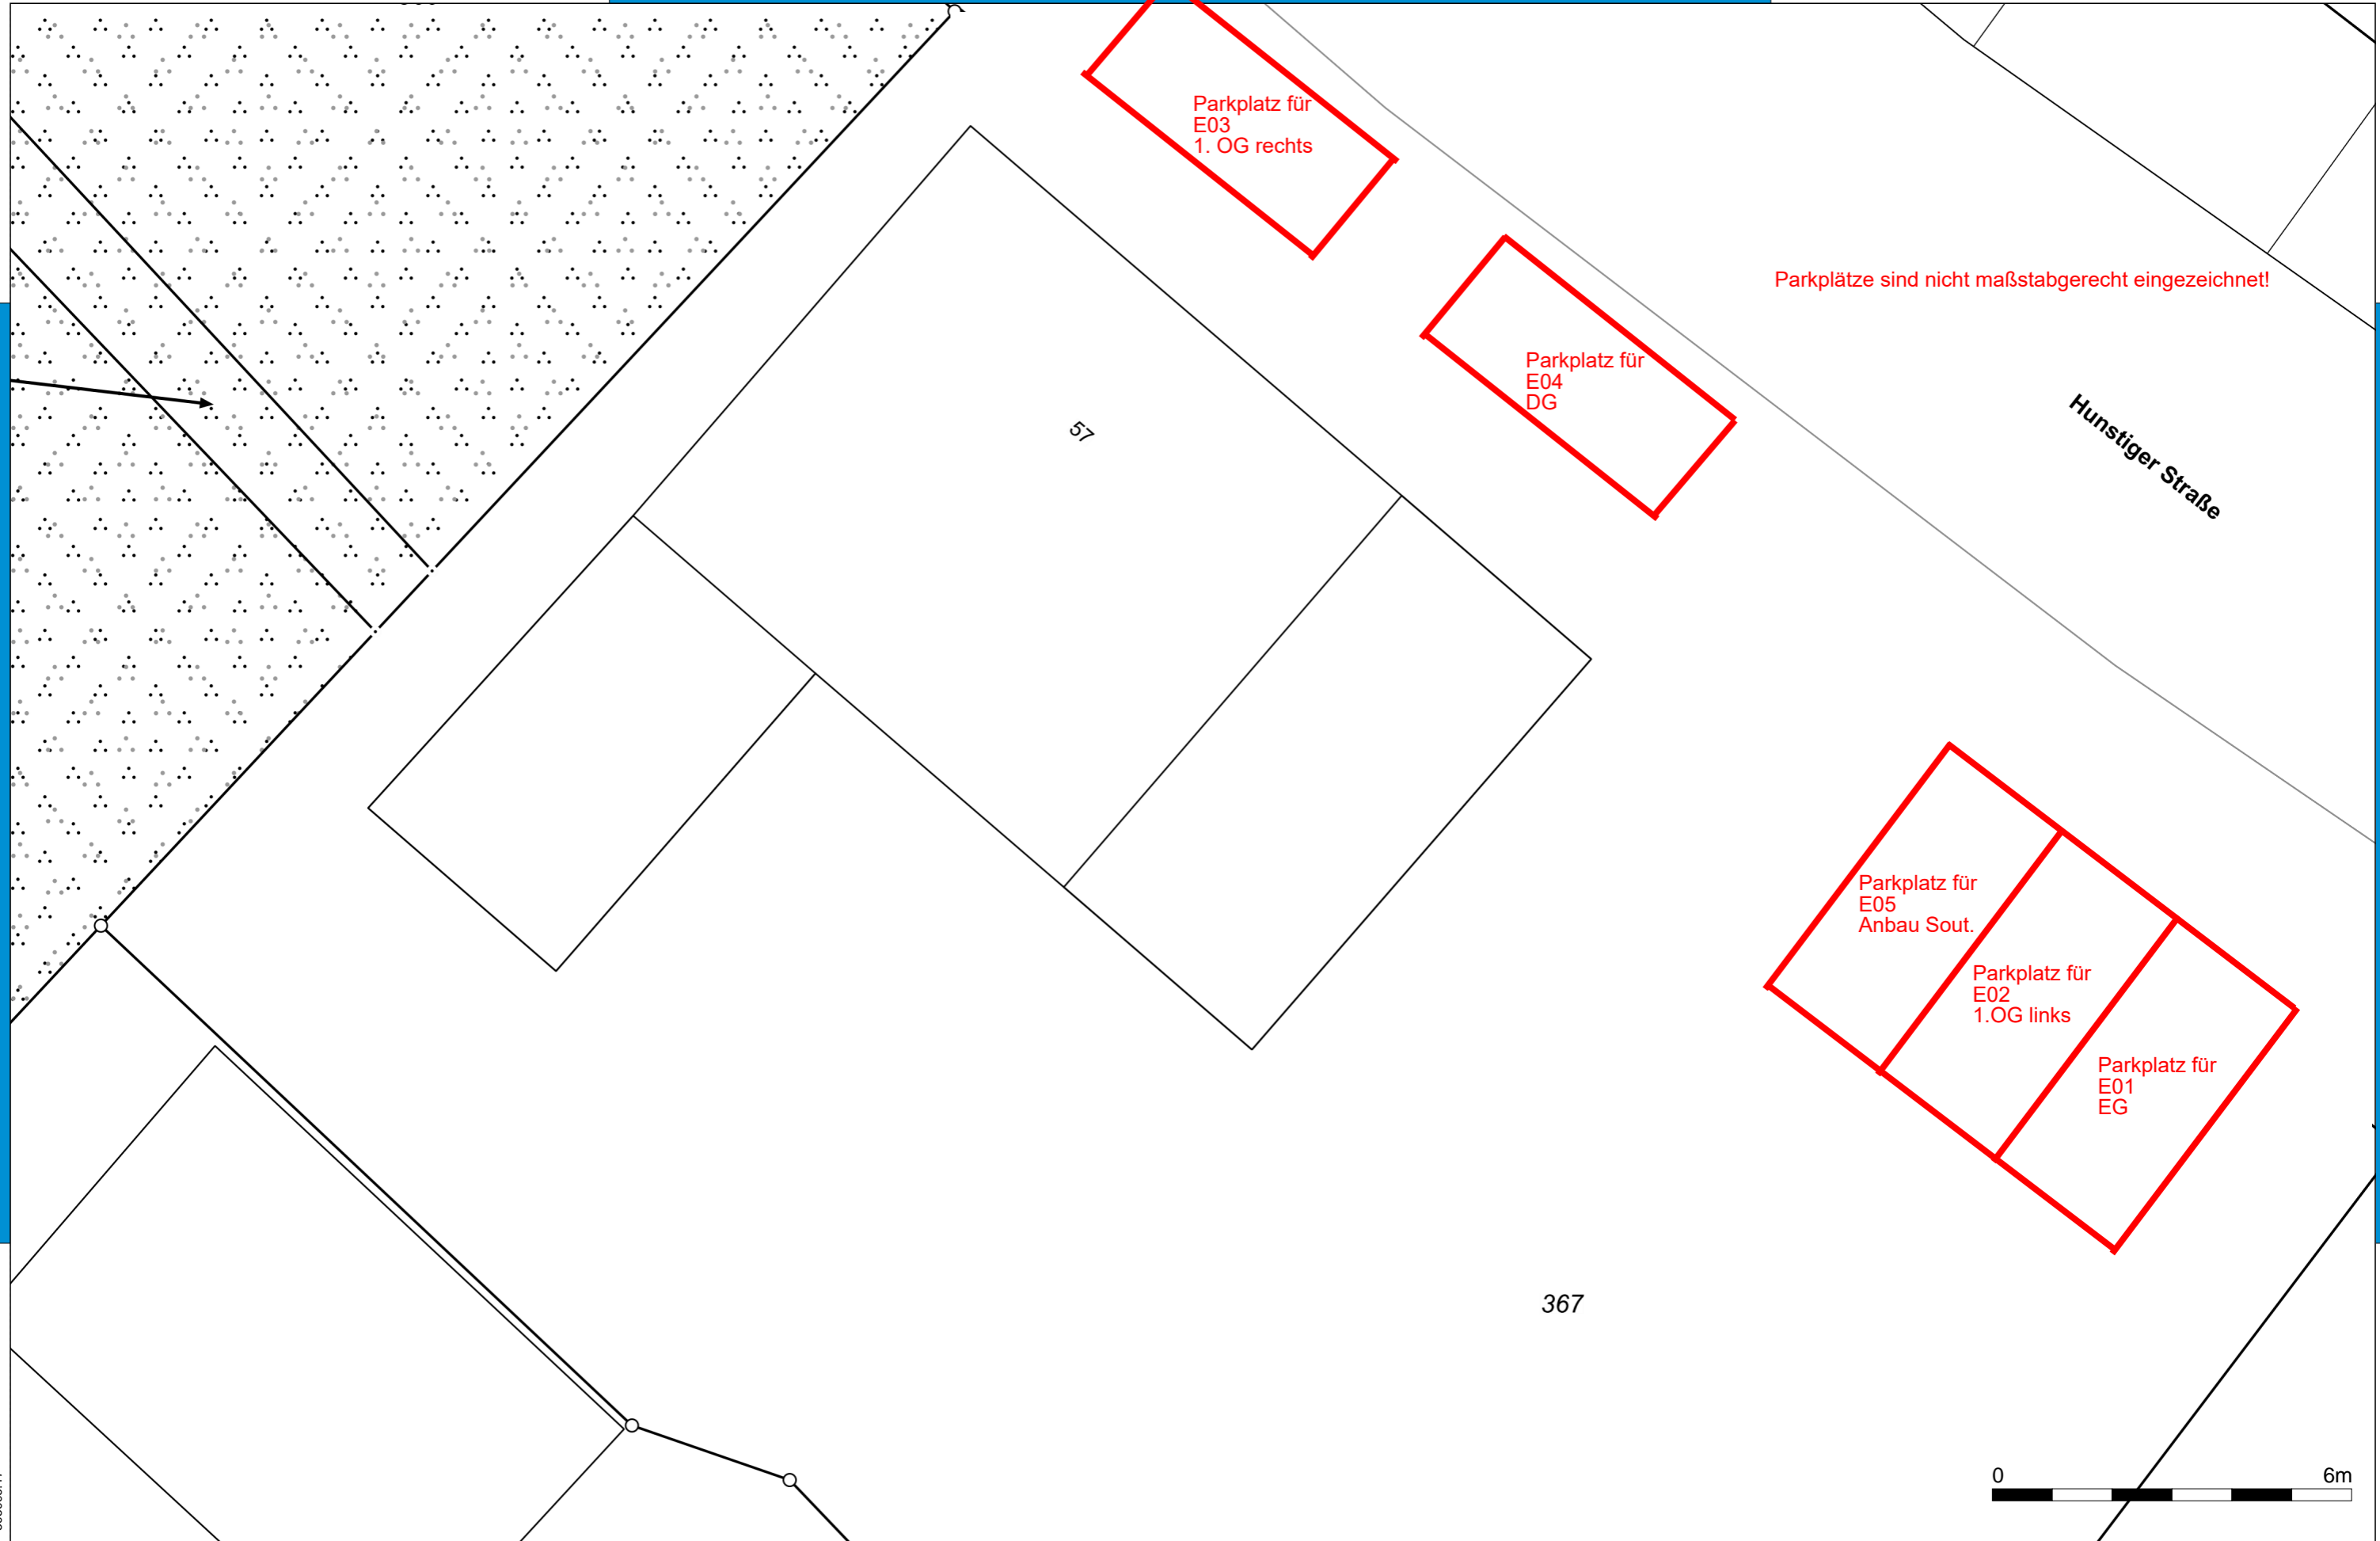 Parkplatz für
E03
1. OG rechts
Parkplätze sind nicht maßstabgerecht eingezeichnet!
Parkplatz für
E04
DG
57
Hunstiger Straße
Parkplatz für
E05
Anbau Sout.
Parkplatz für
E02
1.OG links
Parkplatz für
E01
EG
367
0 6m